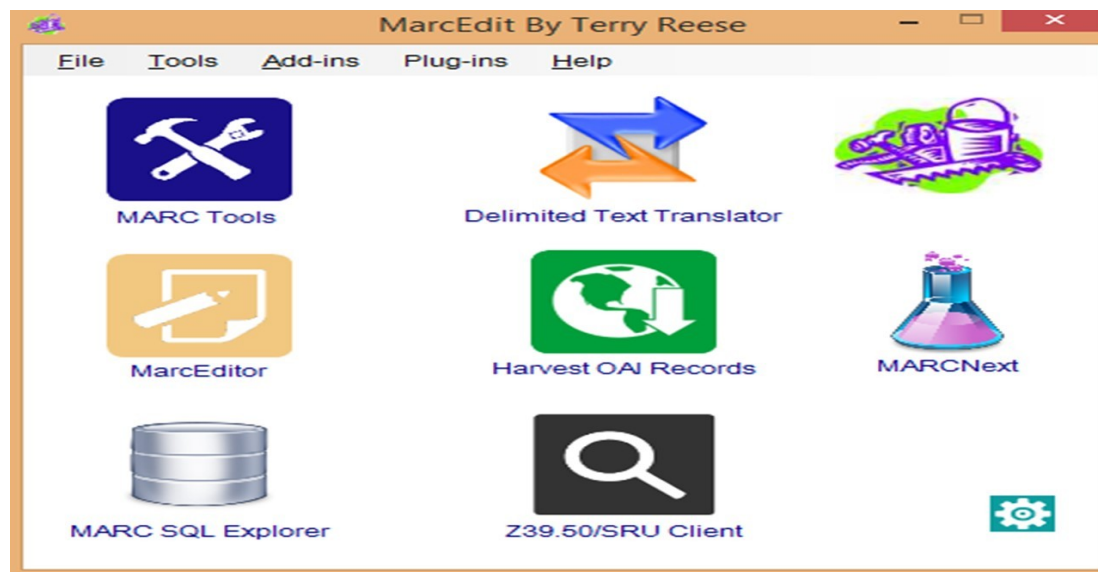 MarcEdit By Terry Reese
File Tools Add-ins Plug-ins Help
MARC Tools
Delimited Text Translator
MarcEditor
Harvest OAI Records
MARCNext
MARC SQL Explorer
Z39.50/SRU Client